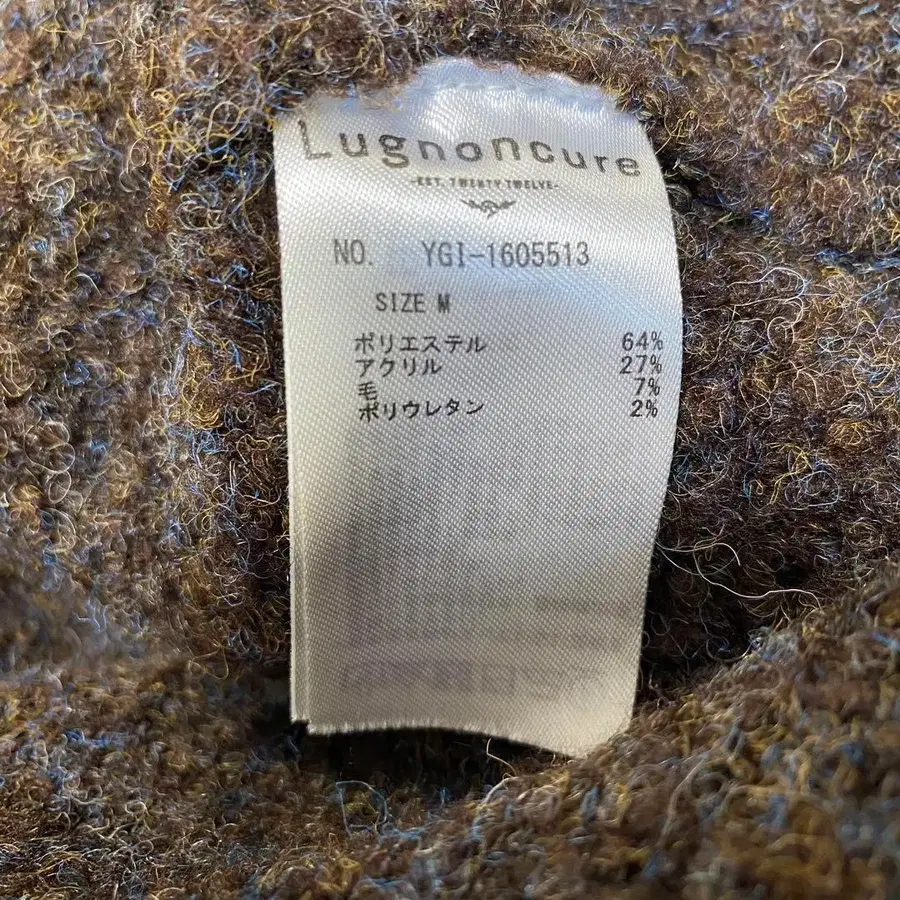 Lugnoncure
-EST. TWENTY TWELVE-
NO. YGI-1605513
SIZE M
ポリエステル 64%
アクリル 27%
毛 7%
ポリウレタン 2%